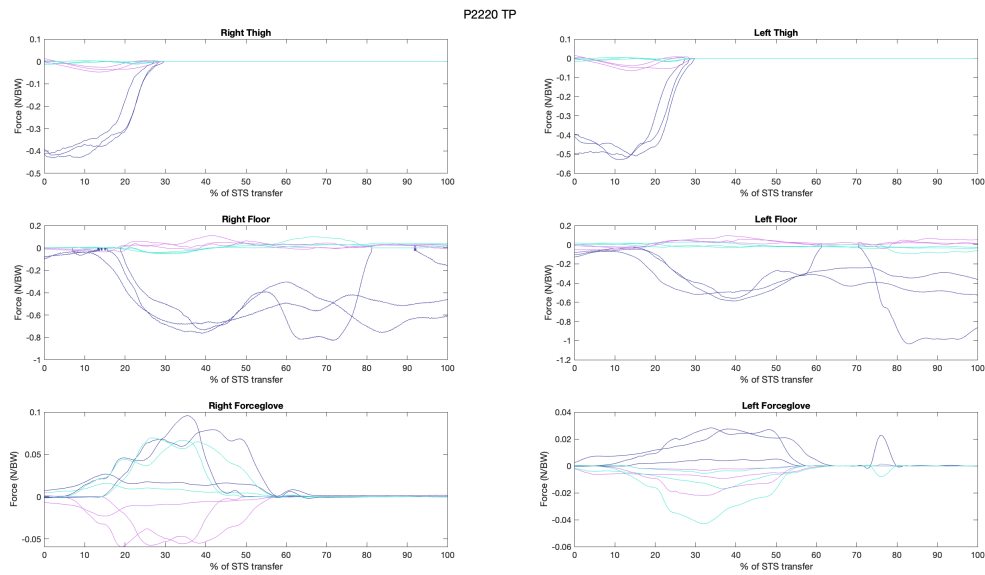 P2220 TP
Right Thigh
Left Thigh
0.1
0
-0.1
-0.2
-0.3
-0.4
-0.5
Force (N/BW)
0 10 20 30 40 50 60 70 80 90 100
% of STS transfer
0.1
0
-0.1
-0.2
-0.3
-0.4
-0.5
-0.6
Force (N/BW)
0 10 20 30 40 50 60 70 80 90 100
% of STS transfer
Right Floor
0.2
0
-0.2
-0.4
-0.6
-0.8
-1
Force (N/BW)
0 10 20 30 40 50 60 70 80 90 100
% of STS transfer
Left Floor
0.2
0
-0.2
-0.4
-0.6
-0.8
-1
-1.2
Force (N/BW)
0 10 20 30 40 50 60 70 80 90 100
% of STS transfer
Right Forceglove
0.1
0.05
0
-0.05
Force (N/BW)
0 10 20 30 40 50 60 70 80 90 100
% of STS transfer
Left Forceglove
0.04
0.02
0
-0.02
-0.04
-0.06
Force (N/BW)
0 10 20 30 40 50 60 70 80 90 100
% of STS transfer